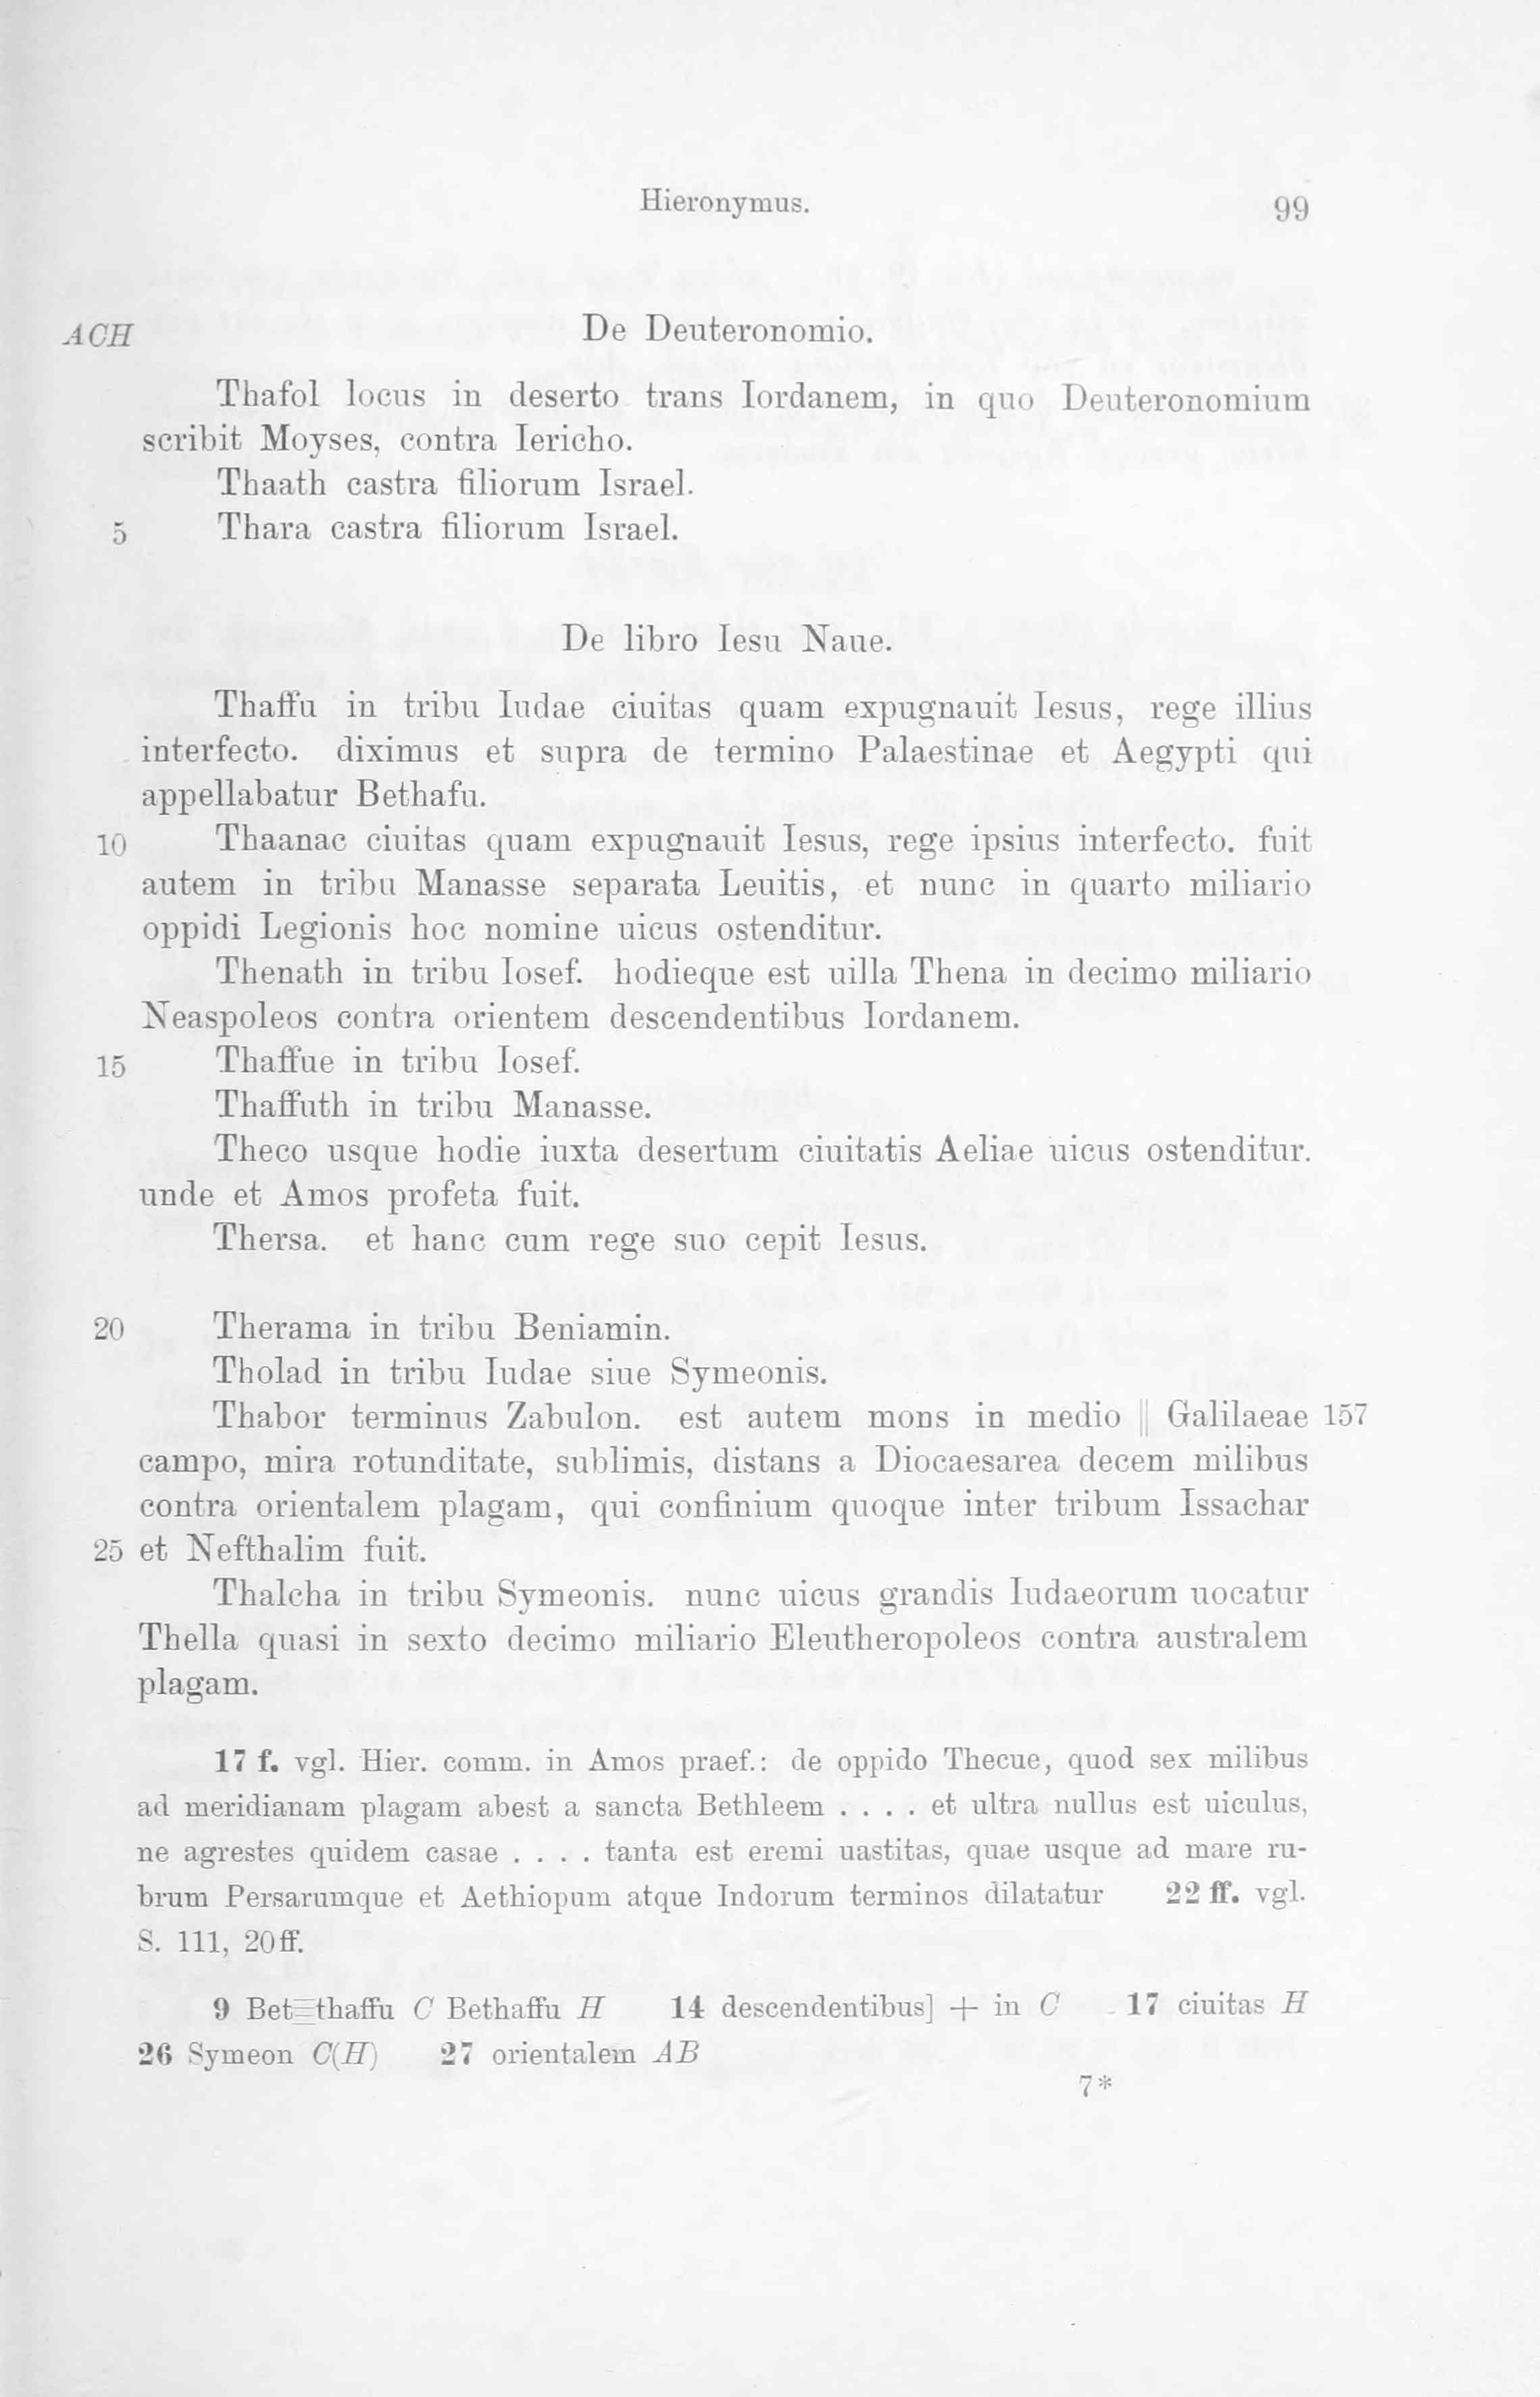 Hieronymus. 99
ACH De Deuteronomio.
Thafol locus in deserto trans Iordanem, in quo Deuteronomium
scribit Moyses, contra Iericho.
Thaath castra filiorum Israel.
5 Thara castra filiorum Israel.
De libro Iesu Naue.
Thaffu in tribu Iudae ciuitas quam expugnauit Iesus, rege illius
interfecto. diximus et supra de termino Palaestinae et Aegypti qui
appellabatur Bethafu.
10 Thaanac ciuitas quam expugnauit Iesus, rege ipsius interfecto. fuit
autem in tribu Manasse separata Leuitis, et nunc in quarto miliario
oppidi Legionis hoc nomine uicus ostenditur.
Thenath in tribu Iosef. hodieque est uilla Thena in decimo miliario
Neaspoleos contra orientem descendentibus Iordanem.
15 Thaffue in tribu Iosef.
Thaffuth in tribu Manasse.
Theco usque hodie iuxta desertum ciuitatis Aeliae uicus ostenditur.
unde et Amos profeta fuit.
Thersa. et hanc cum rege suo cepit Iesus.
20 Therama in tribu Beniamin.
Tholad in tribu Iudae siue Symeonis.
Thabor terminus Zabulon. est autem mons in medio || Galilaeae 157
campo, mira rotunditate, sublimis, distans a Diocaesarea decem milibus
contra orientalem plagam, qui confinium quoque inter tribum Issachar
25 et Nefthalim fuit.
Thalcha in tribu Symeonis. nunc uicus grandis Iudaeorum uocatur
Thella quasi in sexto decimo miliario Eleutheropoleos contra australem
plagam.
17 f. vgl. Hier. comm. in Amos praef.: de oppido Thecue, quod sex milibus
ad meridianam plagam abest a sancta Bethleem . . . . et ultra nullus est uiculus,
ne agrestes quidem casae . . . . tanta est eremi uastitas, quae usque ad mare ru-
brum Persarumque et Aethiopum atque Indorum terminos dilatatur 22 ff. vgl.
S. 111, 20 ff.
9 Bet thaffu C Bethaffu H 14 descendentibus] + in C 17 ciuitas H
26 Symeon C(H) 27 orientalem AB
7*